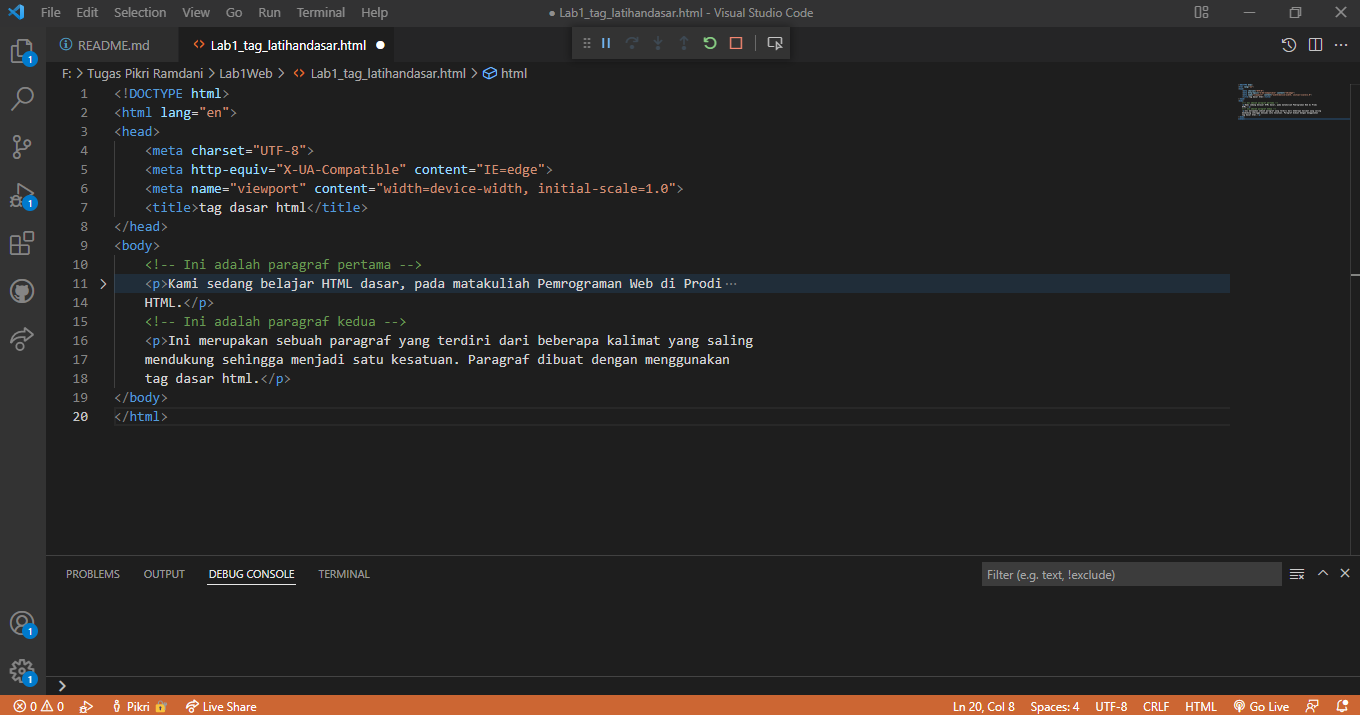 File Edit Selection View Go Run Terminal Help
● Lab1_tag_latihandasar.html - Visual Studio Code
README.md
Lab1_tag_latihandasar.html
F: > Tugas Pikri Ramdani > Lab1Web > Lab1_tag_latihandasar.html > html
1 <!DOCTYPE html>
2 <html lang="en">
3 <head>
4 <meta charset="UTF-8">
5 <meta http-equiv="X-UA-Compatible" content="IE=edge">
6 <meta name="viewport" content="width=device-width, initial-scale=1.0">
7 <title>tag dasar html</title>
8 </head>
9 <body>
10 <!-- Ini adalah paragraf pertama -->
11 <p>Kami sedang belajar HTML dasar, pada matakuliah Pemrograman Web di Prodi⋯
14 HTML.</p>
15 <!-- Ini adalah paragraf kedua -->
16 <p>Ini merupakan sebuah paragraf yang terdiri dari beberapa kalimat yang saling
17 mendukung sehingga menjadi satu kesatuan. Paragraf dibuat dengan menggunakan
18 tag dasar html.</p>
19 </body>
20 </html>
1
1
1
1
PROBLEMS OUTPUT DEBUG CONSOLE TERMINAL
Filter (e.g. text, !exclude)
0 0 Pikri Live Share Ln 20, Col 8 Spaces: 4 UTF-8 CRLF HTML Go Live